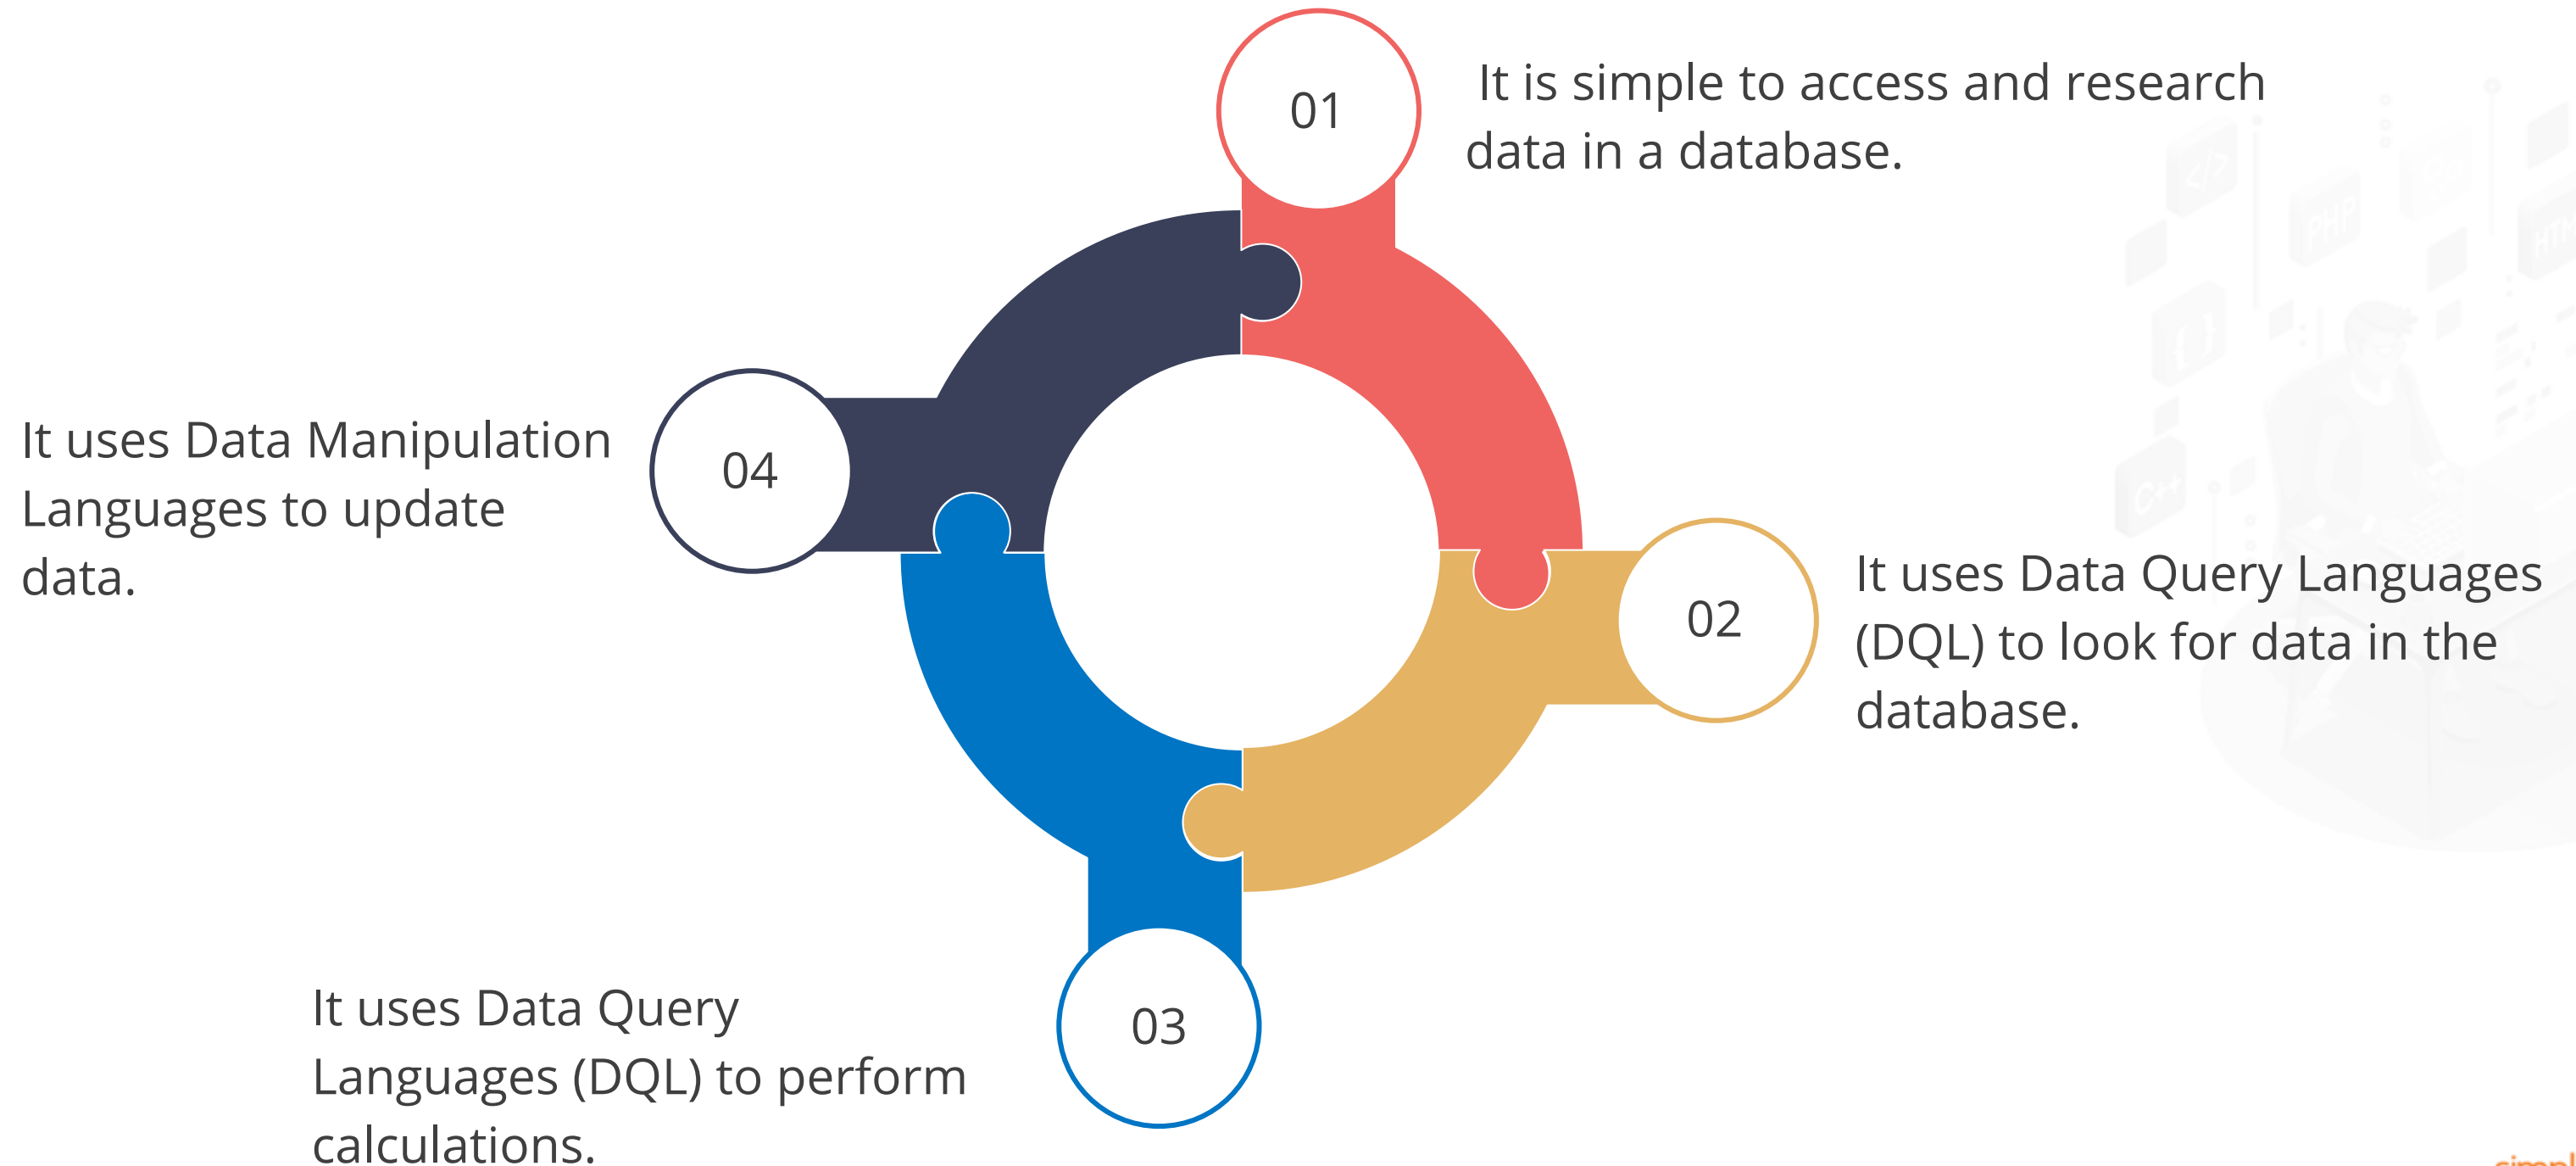 01
It is simple to access and research
data in a database.
02
It uses Data Query Languages
(DQL) to look for data in the
database.
03
It uses Data Query
Languages (DQL) to perform
calculations.
04
It uses Data Manipulation
Languages to update
data.
</>
PHP
{ }
C++